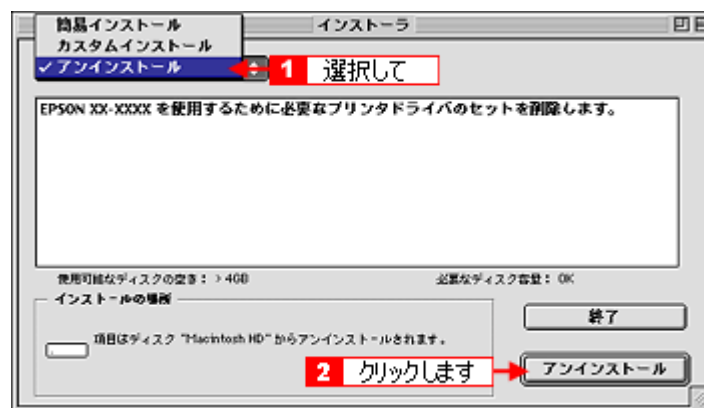 簡易インストール
インストーラ
カスタムインストール
✓アンインストール
1 選択して
EPSON XX-XXXX を使用するために必要なプリンタドライバのセットを削除します。
使用可能なディスクの空き： > 4GB
必要なディスク容量： OK
インストールの場所
項目はディスク "Macintosh HD" からアンインストールされます。
終了
2 クリックします
アンインストール